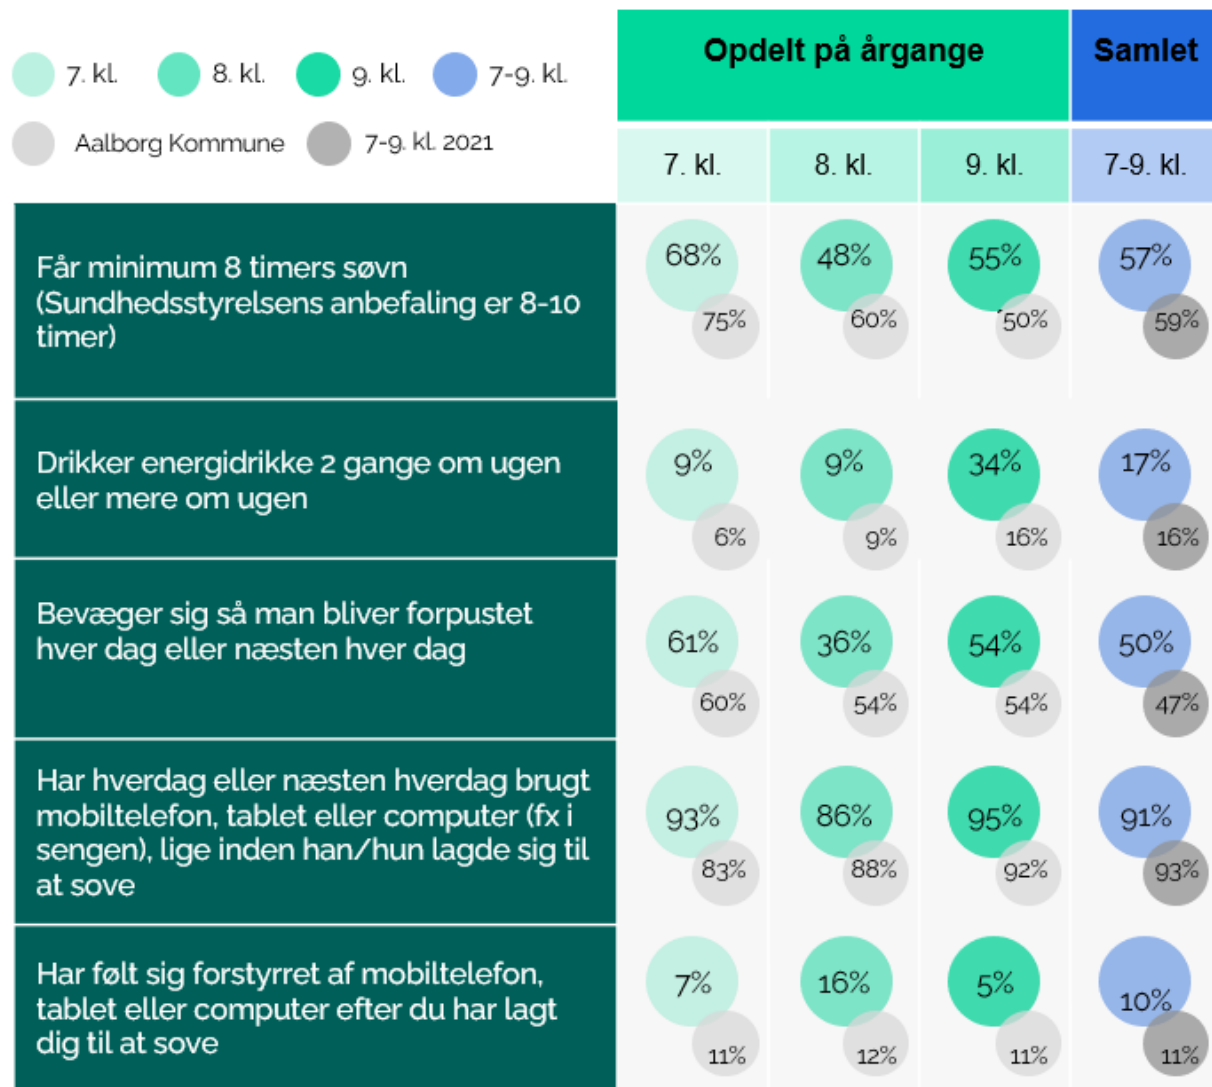 Opdelt på årgange
Samlet
7. kl.
8. kl.
9. kl.
7-9. kl.
Aalborg Kommune
7-9. kl. 2021
7. kl.
8. kl.
9. kl.
7-9. kl.
Får minimum 8 timers søvn
(Sundhedsstyrelsens anbefaling er 8-10
timer)
68%
48%
55%
57%
75%
60%
50%
59%
Drikker energidrikke 2 gange om ugen
eller mere om ugen
9%
9%
34%
17%
6%
9%
16%
16%
Bevæger sig så man bliver forpustet
hver dag eller næsten hver dag
61%
36%
54%
50%
60%
54%
54%
47%
Har hverdag eller næsten hverdag brugt
mobiltelefon, tablet eller computer (fx i
sengen), lige inden han/hun lagde sig til
at sove
93%
86%
95%
91%
83%
88%
92%
93%
Har følt sig forstyrret af mobiltelefon,
tablet eller computer efter du har lagt
dig til at sove
7%
16%
5%
10%
11%
12%
11%
11%